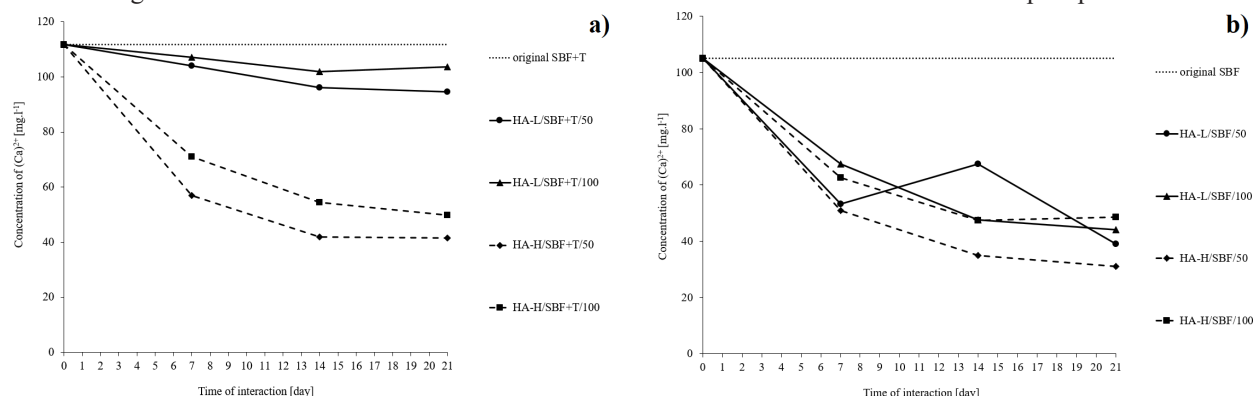 a)
120
100
80
60
40
20
0
Concentration of (Ca)²⁺ [mg.l⁻¹]
0 1 2 3 4 5 6 7 8 9 10 11 12 13 14 15 16 17 18 19 20 21
Time of interaction [day]
original SBF+T
HA-L/SBF+T/50
HA-L/SBF+T/100
HA-H/SBF+T/50
HA-H/SBF+T/100
b)
120
100
80
60
40
20
0
Concentration of (Ca)²⁺ [mg.l⁻¹]
0 1 2 3 4 5 6 7 8 9 10 11 12 13 14 15 16 17 18 19 20 21
Time of interaction [day]
original SBF
HA-L/SBF/50
HA-L/SBF/100
HA-H/SBF/50
HA-H/SBF/100